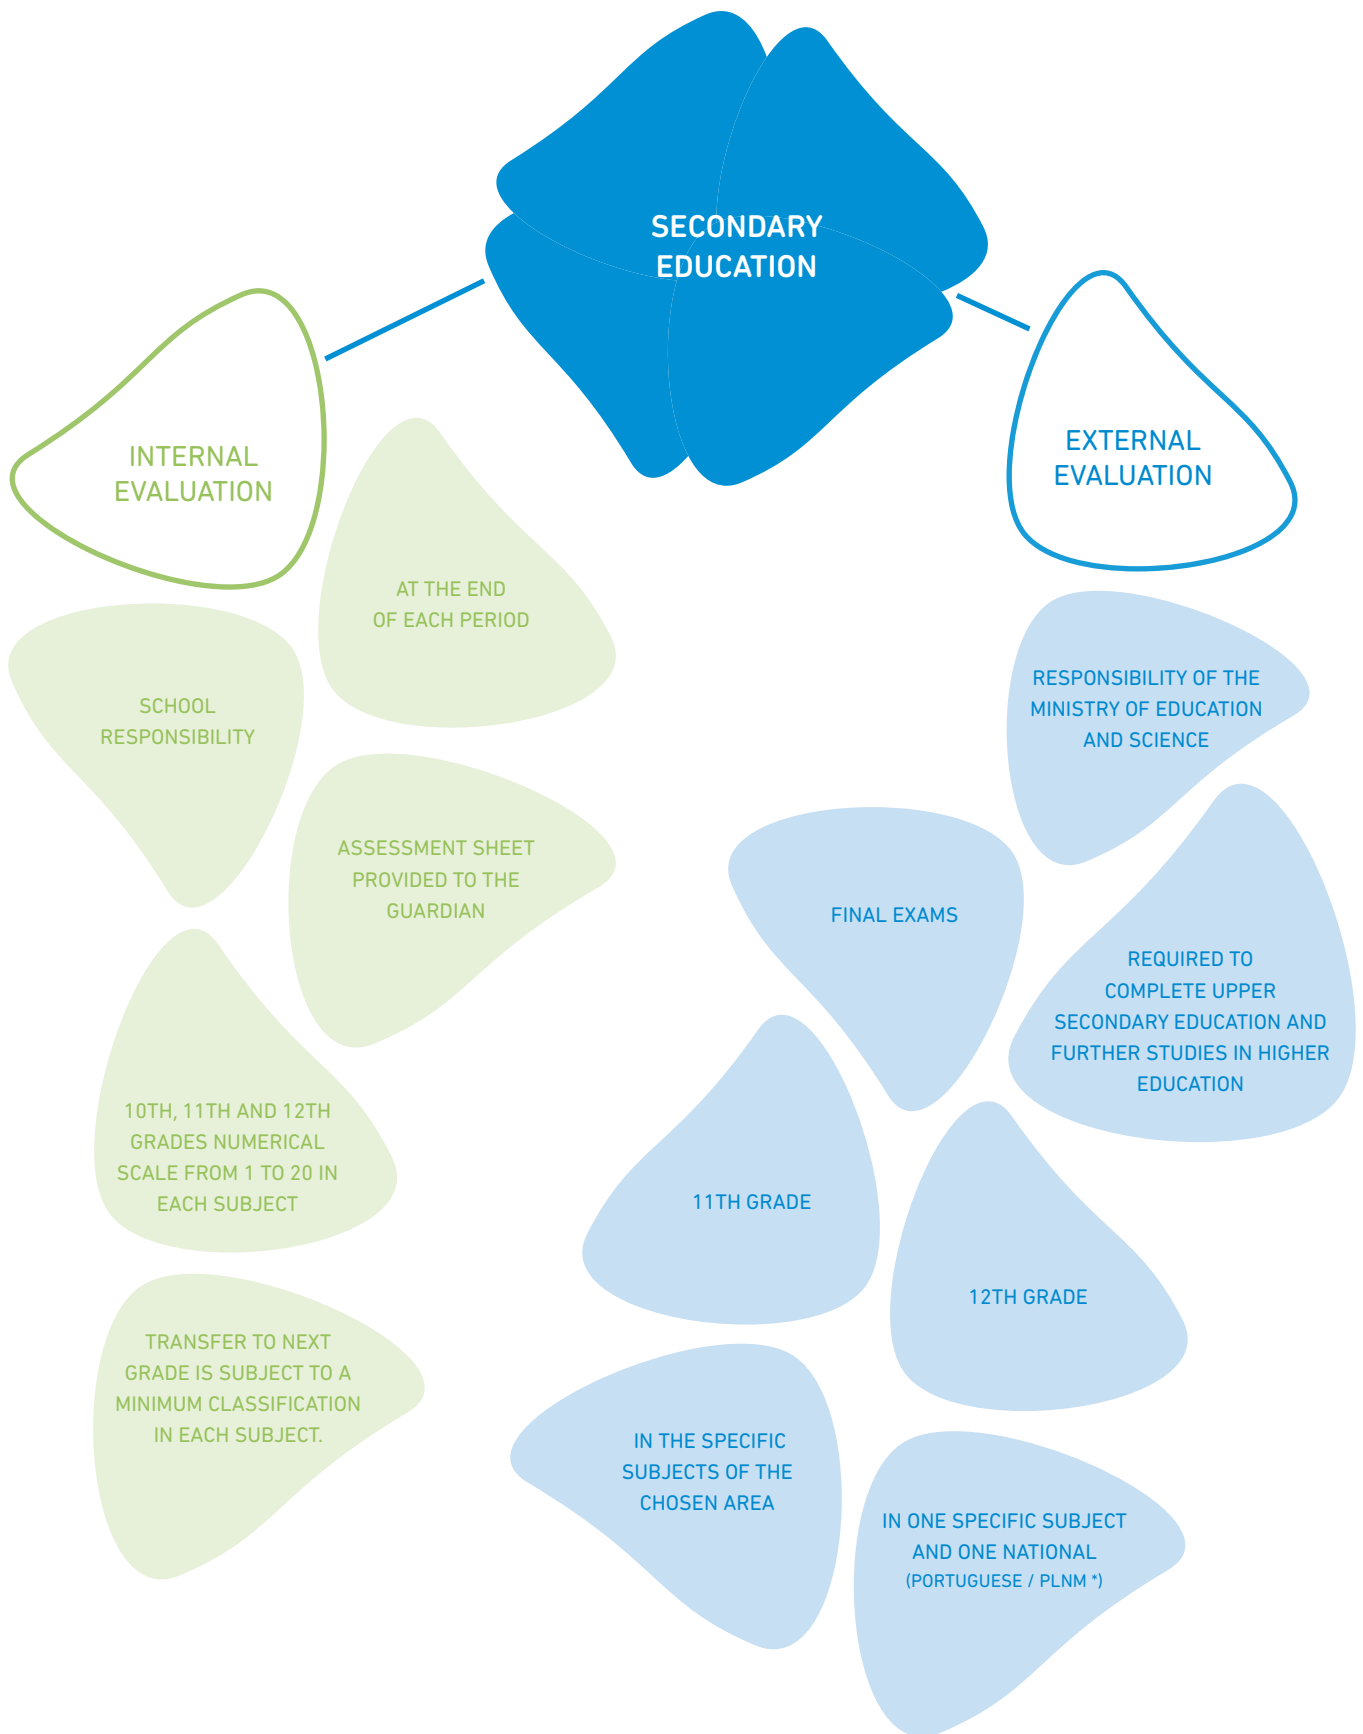 SECONDARY
EDUCATION
INTERNAL
EVALUATION
AT THE END
OF EACH PERIOD
SCHOOL
RESPONSIBILITY
ASSESSMENT SHEET
PROVIDED TO THE
GUARDIAN
10TH, 11TH AND 12TH
GRADES NUMERICAL
SCALE FROM 1 TO 20 IN
EACH SUBJECT
TRANSFER TO NEXT
GRADE IS SUBJECT TO A
MINIMUM CLASSIFICATION
IN EACH SUBJECT.
EXTERNAL
EVALUATION
RESPONSIBILITY OF THE
MINISTRY OF EDUCATION
AND SCIENCE
FINAL EXAMS
REQUIRED TO
COMPLETE UPPER
SECONDARY EDUCATION AND
FURTHER STUDIES IN HIGHER
EDUCATION
11TH GRADE
12TH GRADE
IN THE SPECIFIC
SUBJECTS OF THE
CHOSEN AREA
IN ONE SPECIFIC SUBJECT
AND ONE NATIONAL
(PORTUGUESE / PLNM *)